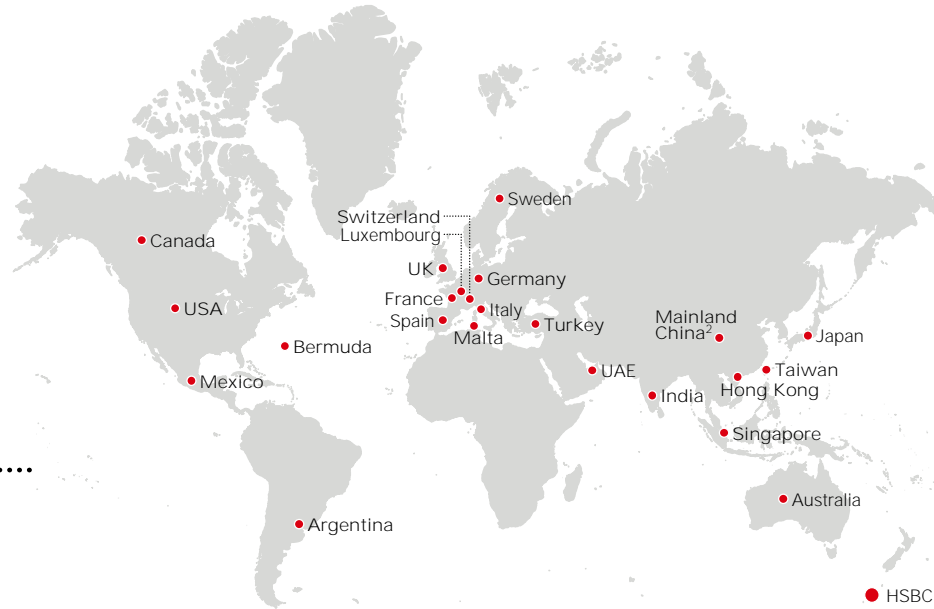 Sweden
Switzerland
Luxembourg
Canada
UK
Germany
France
USA
Italy
Spain
Turkey
Malta
Mainland
China²
Japan
Bermuda
UAE
Taiwan
Mexico
Hong Kong
India
Singapore
Australia
Argentina
HSBC